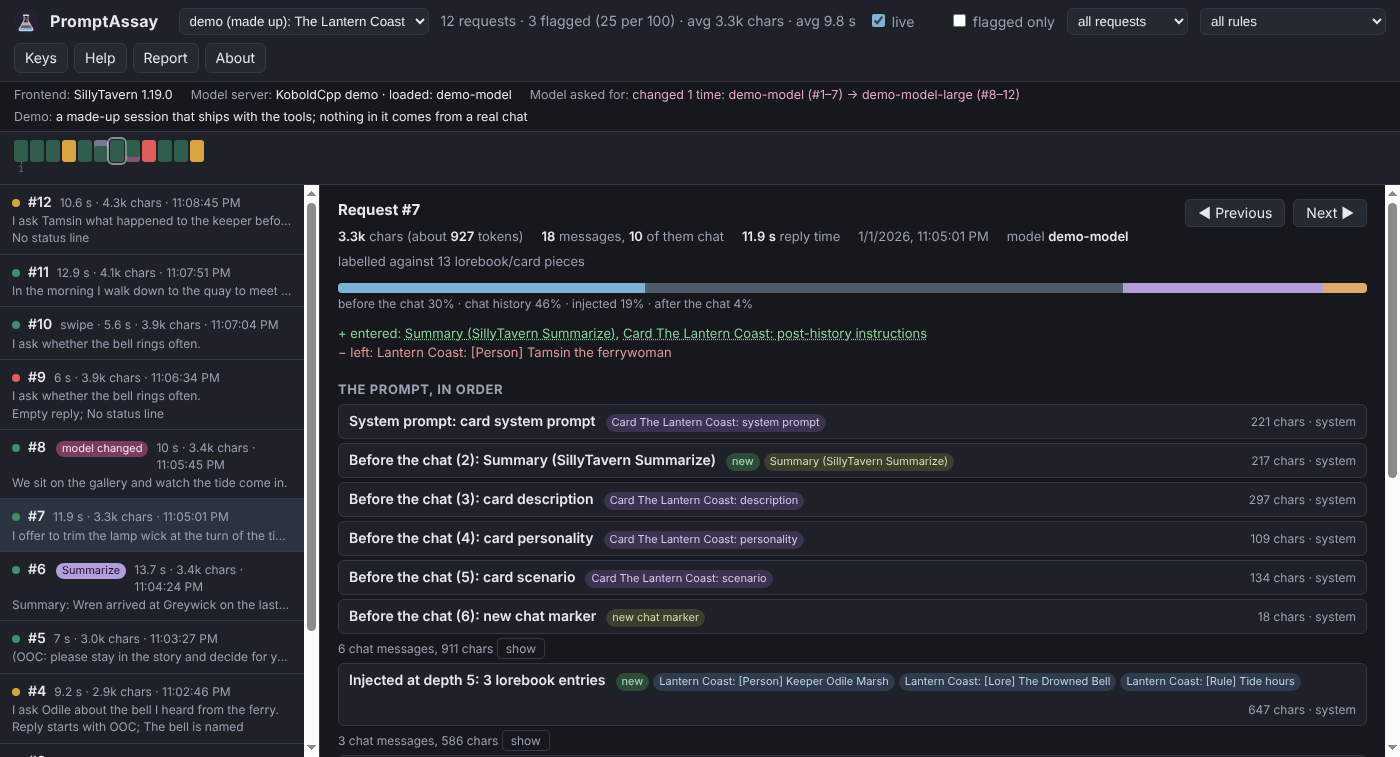 PromptAssay demo (made up): The Lantern Coast 12 requests · 3 flagged (25 per 100) · avg 3.3k chars · avg 9.8 s live flagged only all requests all rules
Keys Help Report About
Frontend: SillyTavern 1.19.0 Model server: KoboldCpp demo · loaded: demo-model Model asked for: changed 1 time: demo-model (#1–7) → demo-model-large (#8–12)
Demo: a made-up session that ships with the tools; nothing in it comes from a real chat
i
#12 10.6 s · 4.3k chars · 11:08:45 PM
I ask Tamsin what happened to the keeper befo...
No status line
#11 12.9 s · 4.1k chars · 11:07:51 PM
In the morning I walk down to the quay to meet ...
#10 swipe · 5.6 s · 3.9k chars · 11:07:04 PM
I ask whether the bell rings often.
#9 6 s · 3.9k chars · 11:06:34 PM
I ask whether the bell rings often.
Empty reply; No status line
#8 model changed 10 s · 3.4k chars ·
11:05:45 PM
We sit on the gallery and watch the tide come in.
#7 11.9 s · 3.3k chars · 11:05:01 PM
I offer to trim the lamp wick at the turn of the ti...
#6 Summarize 13.7 s · 3.4k chars ·
11:04:24 PM
Summary: Wren arrived at Greywick on the last...
#5 7 s · 3.0k chars · 11:03:27 PM
(OOC: please stay in the story and decide for y...
#4 9.2 s · 2.9k chars · 11:02:46 PM
I ask Odile about the bell I heard from the ferry.
Reply starts with OOC; The bell is named
Request #7 ◀ Previous Next ▶
3.3k chars (about 927 tokens) 18 messages, 10 of them chat 11.9 s reply time 1/1/2026, 11:05:01 PM model demo-model
labelled against 13 lorebook/card pieces
before the chat 30% · chat history 46% · injected 19% · after the chat 4%
+ entered: Summary (SillyTavern Summarize), Card The Lantern Coast: post-history instructions
− left: Lantern Coast: [Person] Tamsin the ferrywoman
THE PROMPT, IN ORDER
System prompt: card system prompt Card The Lantern Coast: system prompt 221 chars · system
Before the chat (2): Summary (SillyTavern Summarize) new Summary (SillyTavern Summarize) 217 chars · system
Before the chat (3): card description Card The Lantern Coast: description 297 chars · system
Before the chat (4): card personality Card The Lantern Coast: personality 109 chars · system
Before the chat (5): card scenario Card The Lantern Coast: scenario 134 chars · system
Before the chat (6): new chat marker new chat marker 18 chars · system
6 chat messages, 911 chars show
Injected at depth 5: 3 lorebook entries new Lantern Coast: [Person] Keeper Odile Marsh Lantern Coast: [Lore] The Drowned Bell Lantern Coast: [Rule] Tide hours
647 chars · system
3 chat messages, 586 chars show